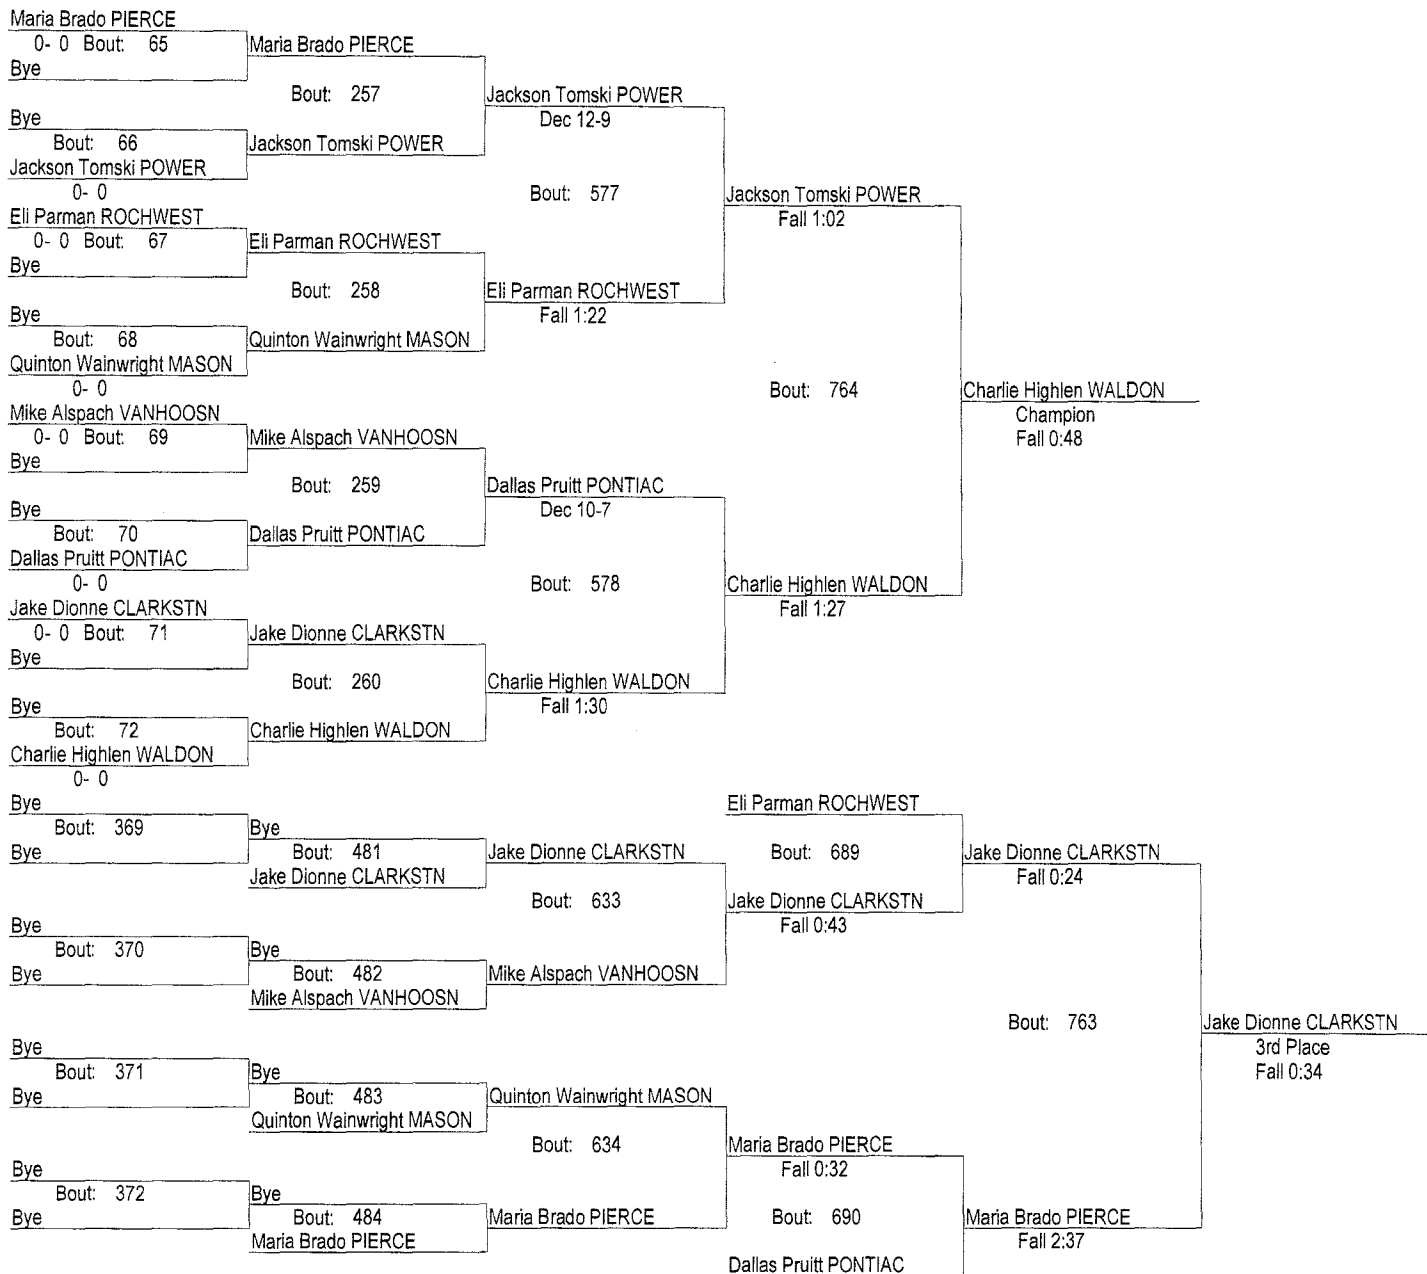 Maria Brado PIERCE
0- 0 Bout: 65
Bye
Bye
Bout: 66
Jackson Tomski POWER
0- 0
Eli Parman ROCHWEST
0- 0 Bout: 67
Bye
Bye
Bout: 68
Quinton Wainwright MASON
0- 0
Mike Alspach VANHOOSN
0- 0 Bout: 69
Bye
Bye
Bout: 70
Dallas Pruitt PONTIAC
0- 0
Jake Dionne CLARKSTN
0- 0 Bout: 71
Bye
Bye
Bout: 72
Charlie Highlen WALDON
0- 0
Maria Brado PIERCE
Bout: 257
Jackson Tomski POWER
Eli Parman ROCHWEST
Bout: 258
Quinton Wainwright MASON
Mike Alspach VANHOOSN
Bout: 259
Dallas Pruitt PONTIAC
Jake Dionne CLARKSTN
Bout: 260
Charlie Highlen WALDON
Jackson Tomski POWER
Dec 12-9
Bout: 577
Eli Parman ROCHWEST
Fall 1:22
Dallas Pruitt PONTIAC
Dec 10-7
Bout: 578
Charlie Highlen WALDON
Fall 1:30
Jackson Tomski POWER
Fall 1:02
Bout: 764
Charlie Highlen WALDON
Fall 1:27
Charlie Highlen WALDON
Champion
Fall 0:48
Bye
Bout: 369
Bye
Bye
Bout: 370
Bye
Bye
Bout: 371
Bye
Bye
Bout: 372
Bye
Bye
Bout: 481
Jake Dionne CLARKSTN
Bye
Bout: 482
Mike Alspach VANHOOSN
Bye
Bout: 483
Quinton Wainwright MASON
Bye
Bout: 484
Maria Brado PIERCE
Jake Dionne CLARKSTN
Bout: 633
Mike Alspach VANHOOSN
Quinton Wainwright MASON
Bout: 634
Maria Brado PIERCE
Eli Parman ROCHWEST
Bout: 689
Jake Dionne CLARKSTN
Fall 0:43
Maria Brado PIERCE
Fall 0:32
Bout: 690
Dallas Pruitt PONTIAC
Jake Dionne CLARKSTN
Fall 0:24
Bout: 763
Maria Brado PIERCE
Fall 2:37
Jake Dionne CLARKSTN
3rd Place
Fall 0:34